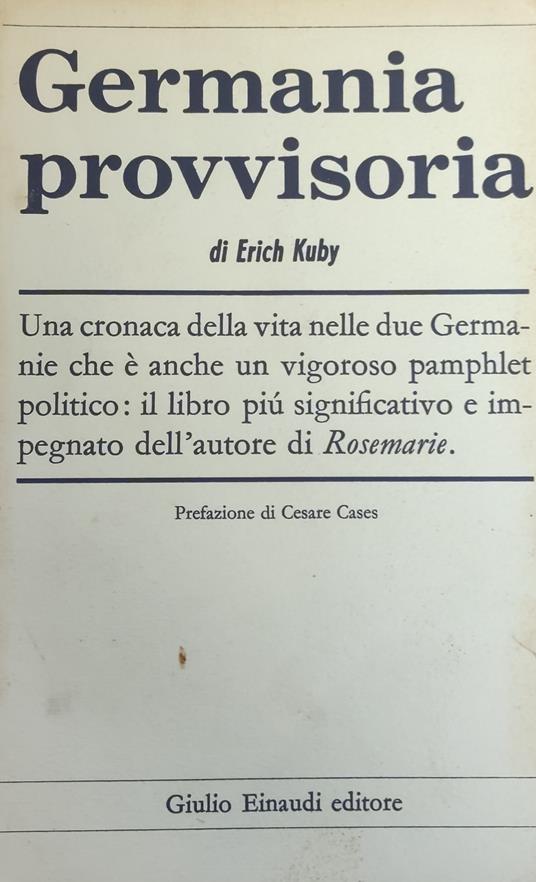 Germania
provvisoria
di Erich Kuby
Una cronaca della vita nelle due Germa-
nie che è anche un vigoroso pamphlet
politico: il libro piú significativo e im-
pegnato dell'autore di Rosemarie.
Prefazione di Cesare Cases
Giulio Einaudi editore